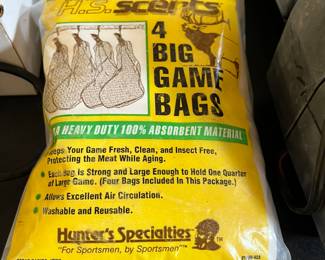 H.S. scents
4
BIG
GAME
BAGS
HEAVY DUTY 100% ABSORBENT MATERIAL
Your Game Fresh, Clean, and Insect Free,
Protecting the Meat While Aging.
Each Bag is Strong and Large Enough to Hold One Quarter
of Large Game. (Four Bags Included In This Package.)
Allows Excellent Air Circulation.
Washable and Reusable.
Hunter's Specialties
"For Sportsmen, by Sportsmen"™